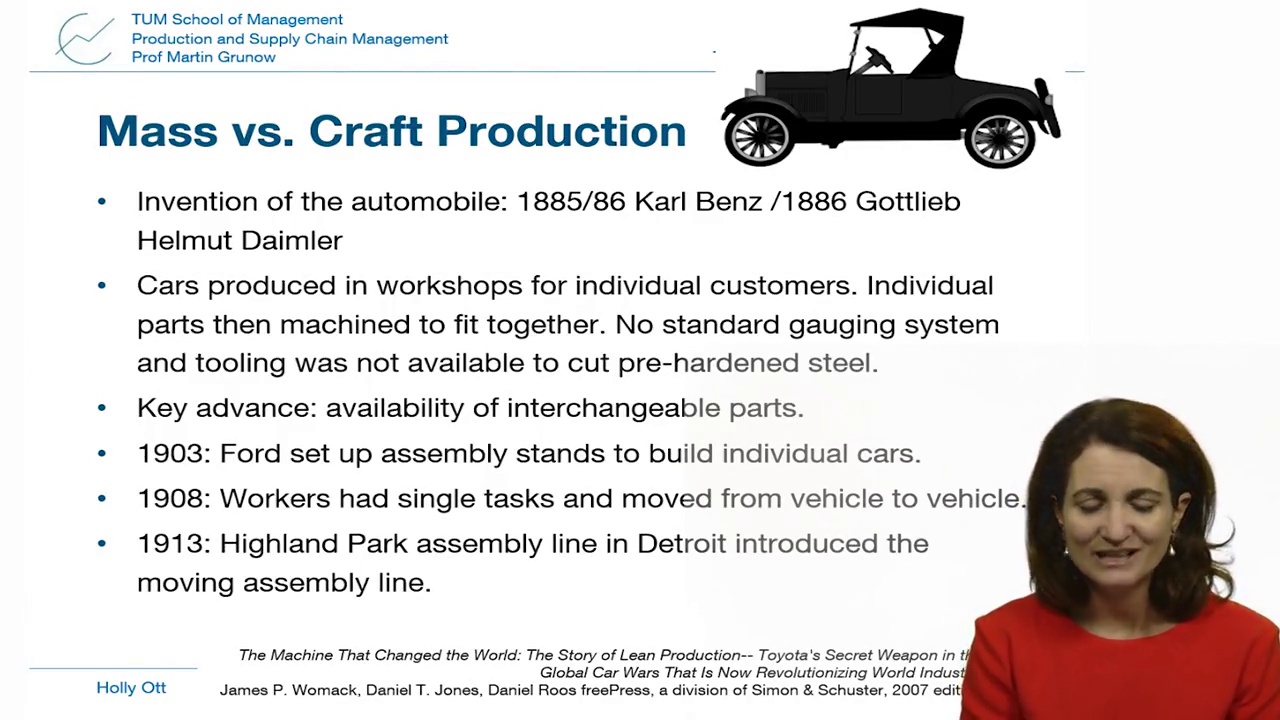 TUM School of Management
Production and Supply Chain Management
Prof Martin Grunow
Mass vs. Craft Production
• Invention of the automobile: 1885/86 Karl Benz /1886 Gottlieb
Helmut Daimler
• Cars produced in workshops for individual customers. Individual
parts then machined to fit together. No standard gauging system
and tooling was not available to cut pre-hardened steel.
• Key advance: availability of interchangeable parts.
• 1903: Ford set up assembly stands to build individual cars.
• 1908: Workers had single tasks and moved from vehicle to vehicle.
• 1913: Highland Park assembly line in Detroit introduced the
moving assembly line.
The Machine That Changed the World: The Story of Lean Production-- Toyota's Secret Weapon in
Global Car Wars That Is Now Revolutionizing World
Holly Ott
James P. Womack, Daniel T. Jones, Daniel Roos freePress, a division of Simon & Schuster, 2007